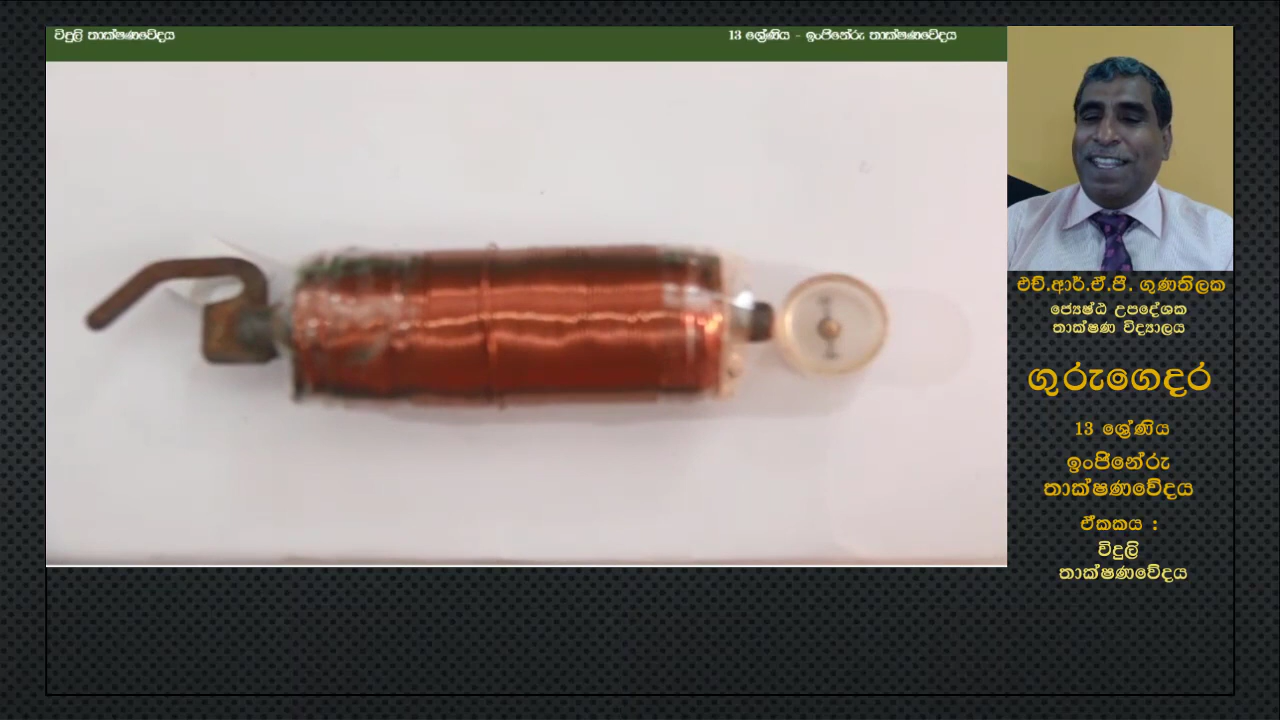 විදුලි තාක්ෂණවේදය
13 ශ්‍රේණිය - ඉංජිනේරු තාක්ෂණවේදය
එච්.ආර්.ඒ.පී. ගුණතිලක
ජ්‍යෙෂ්ඨ උපදේශක
තාක්ෂණ විද්‍යාලය
ගුරුගෙදර
13 ශ්‍රේණිය
ඉංජිනේරු
තාක්ෂණවේදය
ඒකකය :
විදුලි
තාක්ෂණවේදය